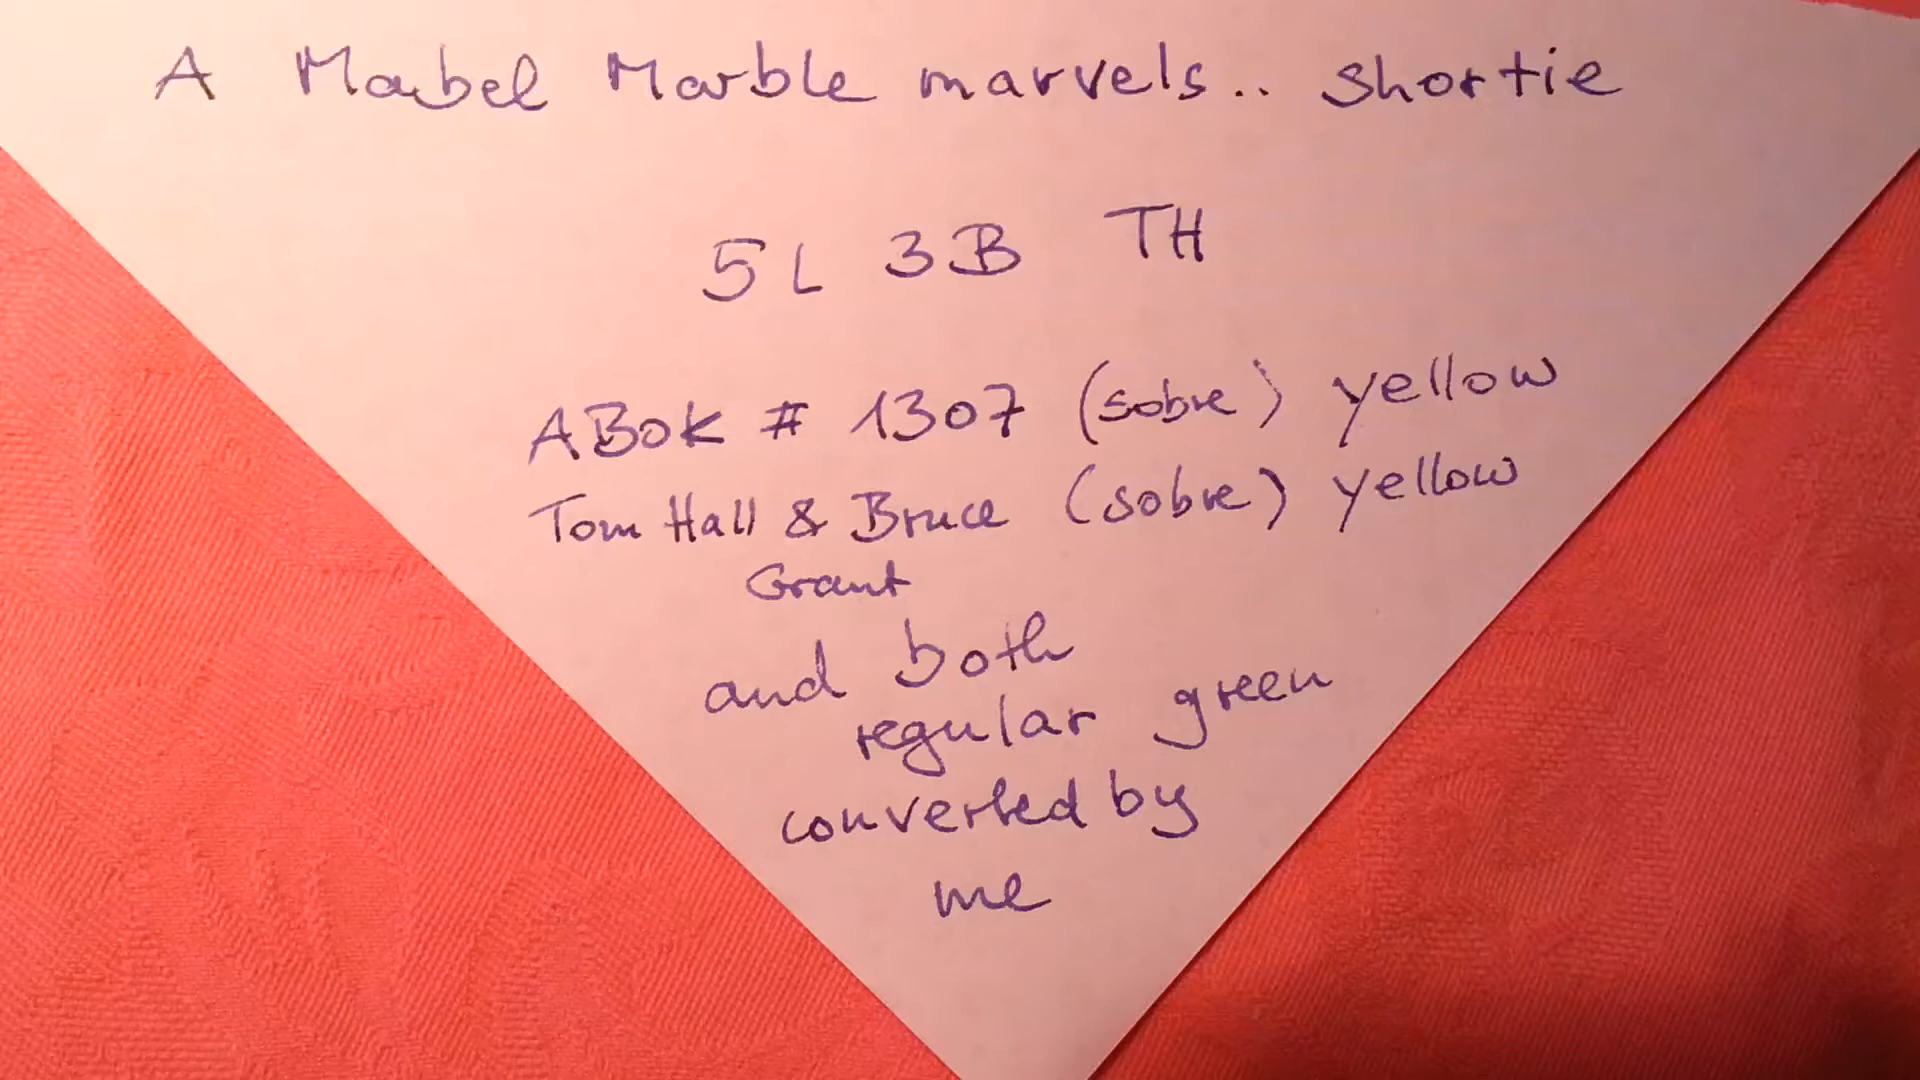 A Mabel Marble marvels.. shortie
5L 3B TH
ABOK # 1307 (sobre) yellow
Tom Hall & Bruce (sobre) yellow
Grant
and both
regular green
converted by
me